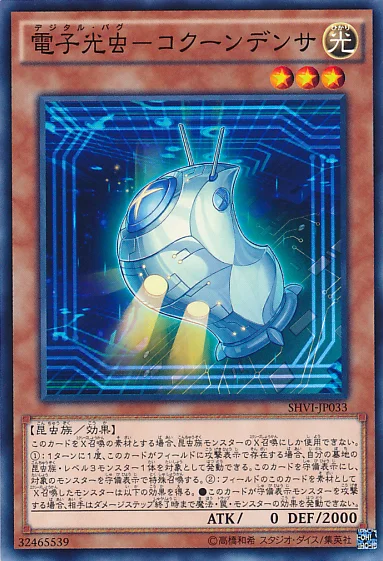 デジタル・バグ
電子光虫－コクーンデンサ
ひかり
光
SHVI-JP033
【昆虫族／効果】
このカードをX召喚の素材とする場合、昆虫族モンスターのX召喚にしか使用できない。
①：1ターンに1度、このカードがフィールドに攻撃表示で存在する場合、自分の墓地の
昆虫族・レベル3モンスター1体を対象として発動できる。このカードを守備表示にし、
対象のモンスターを守備表示で特殊召喚する。②：フィールドのこのカードを素材として
X召喚したモンスターは以下の効果を得る。●このカードが守備表示モンスターを攻撃
する場合、相手はダメージステップ終了時まで魔法・罠・モンスターの効果を発動できない。
ATK/ 0 DEF/2000
32465539
©高橋和希 スタジオ・ダイス/集英社